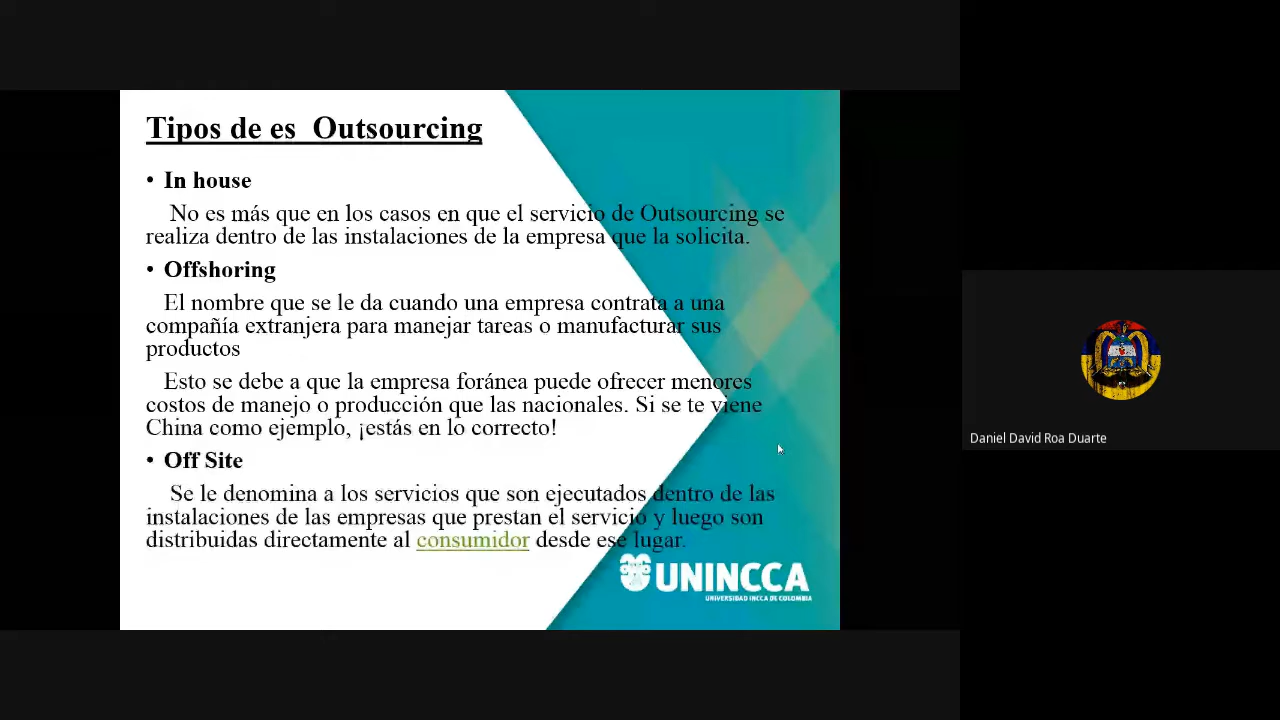 Tipos de es  Outsourcing
• In house
No es más que en los casos en que el servicio de Outsourcing se
realiza dentro de las instalaciones de la empresa que la solicita.
• Offshoring
El nombre que se le da cuando una empresa contrata a una
compañía extranjera para manejar tareas o manufacturar sus
productos
Esto se debe a que la empresa foránea puede ofrecer menores
costos de manejo o producción que las nacionales. Si se te viene
China como ejemplo, ¡estás en lo correcto!
• Off Site
Se le denomina a los servicios que son ejecutados dentro de las
instalaciones de las empresas que prestan el servicio y luego son
distribuidas directamente al consumidor desde ese lugar.
UNINCCA
UNIVERSIDAD INCCA DE COLOMBIA
Daniel David Roa Duarte